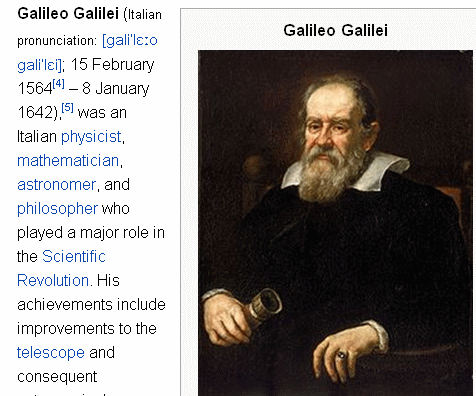 Galileo Galilei (Italian
pronunciation: [ɡaliˈlɛːo
ɡaliˈlɛi]; 15 February
1564[4] – 8 January
1642),[5] was an
Italian physicist,
mathematician,
astronomer, and
philosopher who
played a major role in
the Scientific
Revolution. His
achievements include
improvements to the
telescope and
consequent
Galileo Galilei